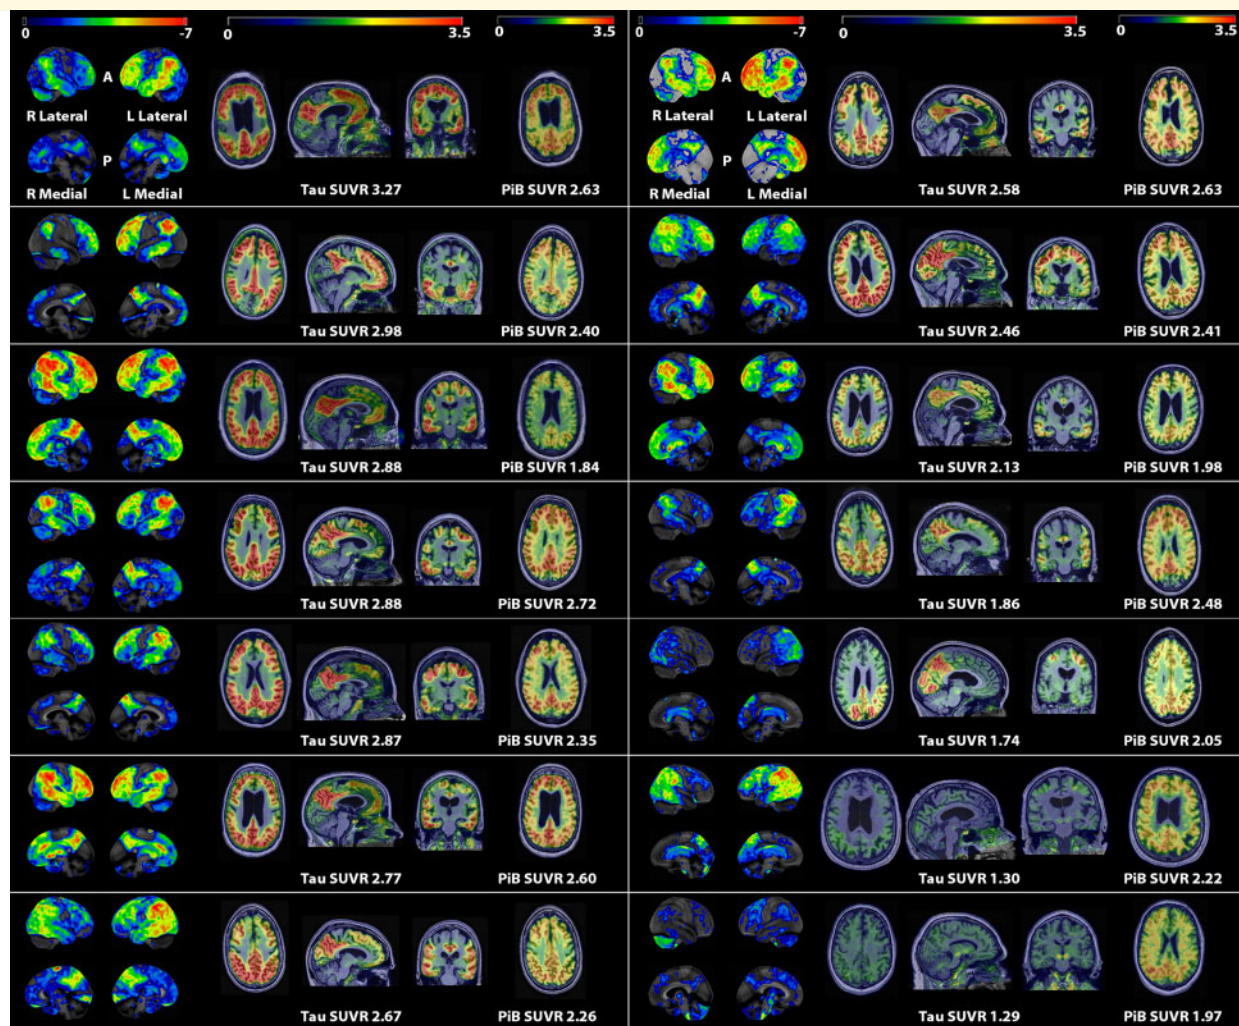 0 -7 0 3.5 0 3.5
A
R Lateral L Lateral
P
R Medial L Medial
Tau SUVR 3.27 PiB SUVR 2.63
Tau SUVR 2.98 PiB SUVR 2.40
Tau SUVR 2.88 PiB SUVR 1.84
Tau SUVR 2.88 PiB SUVR 2.72
Tau SUVR 2.87 PiB SUVR 2.35
Tau SUVR 2.77 PiB SUVR 2.60
Tau SUVR 2.67 PiB SUVR 2.26
0 -7 0 3.5 0 3.5
A
R Lateral L Lateral
P
R Medial L Medial
Tau SUVR 2.58 PiB SUVR 2.63
Tau SUVR 2.46 PiB SUVR 2.41
Tau SUVR 2.13 PiB SUVR 1.98
Tau SUVR 1.86 PiB SUVR 2.48
Tau SUVR 1.74 PiB SUVR 2.05
Tau SUVR 1.30 PiB SUVR 2.22
Tau SUVR 1.29 PiB SUVR 1.97